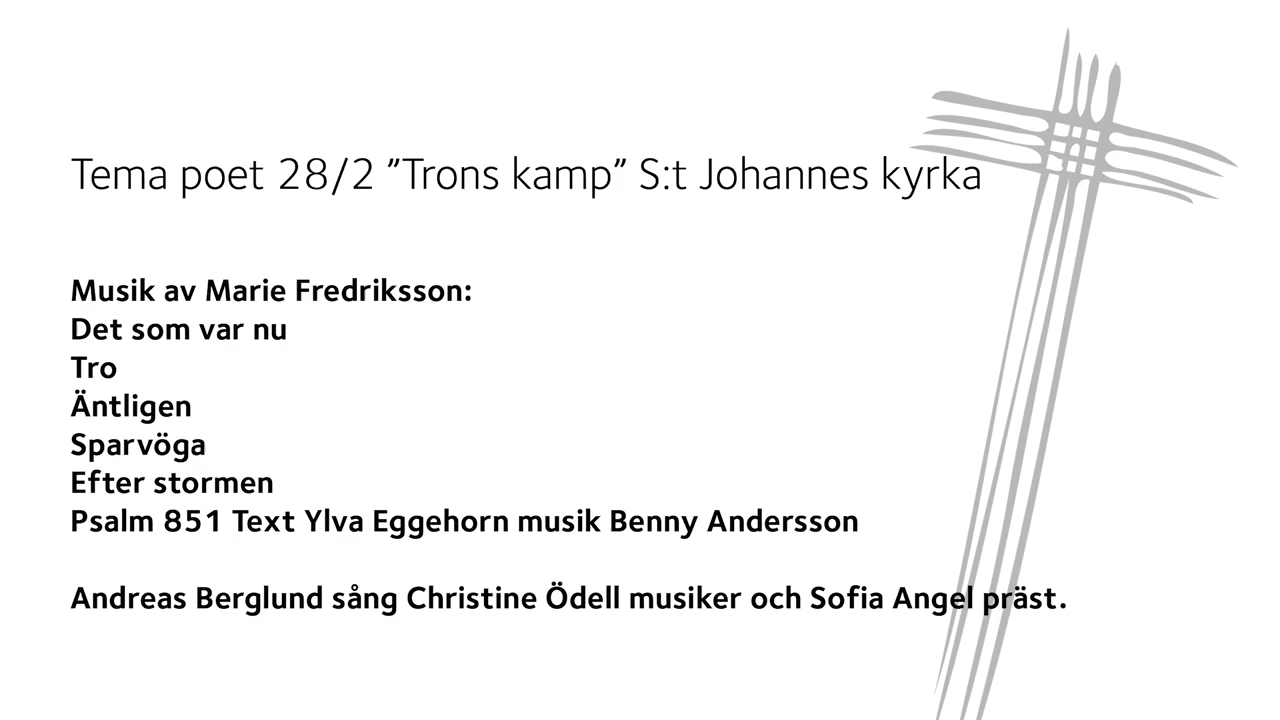 Tema poet 28/2 ”Trons kamp” S:t Johannes kyrka
Musik av Marie Fredriksson:
Det som var nu
Tro
Äntligen
Sparvöga
Efter stormen
Psalm 851 Text Ylva Eggehorn musik Benny Andersson
Andreas Berglund sång Christine Ödell musiker och Sofia Angel präst.